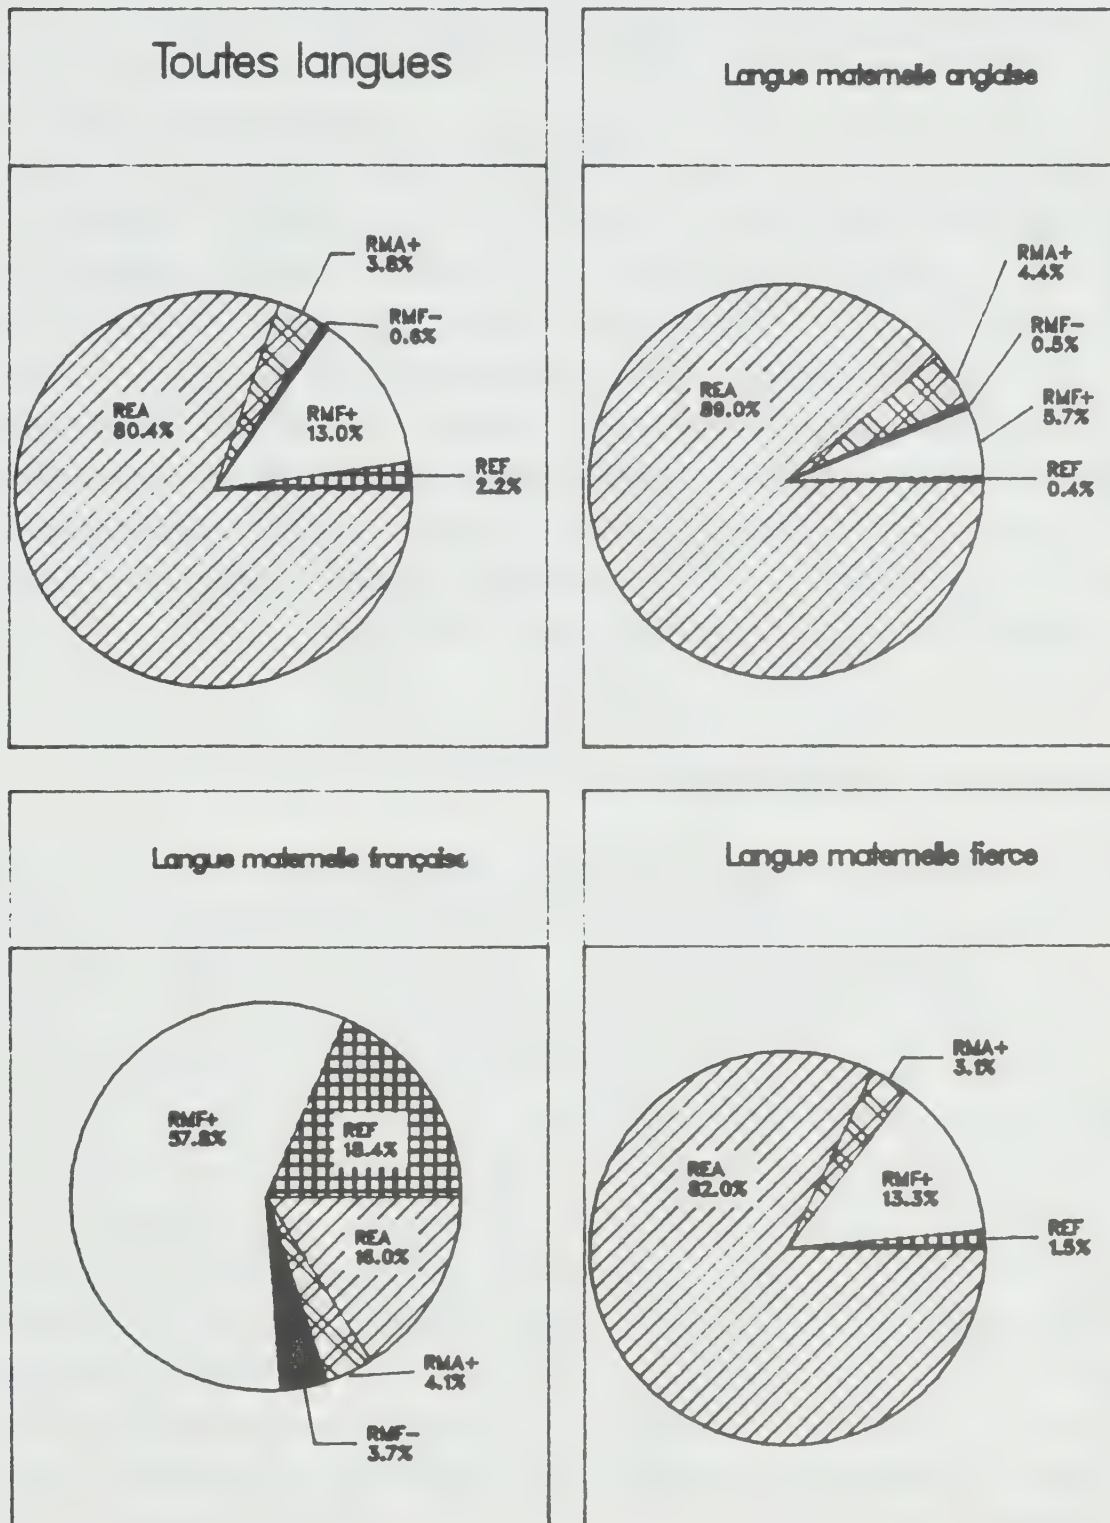 Toutes langues
RMA+
3.8%
RMF-
0.6%
REA
80.4%
RMF+
13.0%
REF
2.2%
Langue maternelle anglaise
RMA+
4.4%
RMF-
0.5%
REA
89.0%
RMF+
5.7%
REF
0.4%
Langue maternelle française
RMF+
57.8%
REF
18.4%
REA
16.0%
RMA+
4.1%
RMF-
3.7%
Langue maternelle fierce
RMA+
3.1%
REA
82.0%
RMF+
13.3%
REF
1.5%